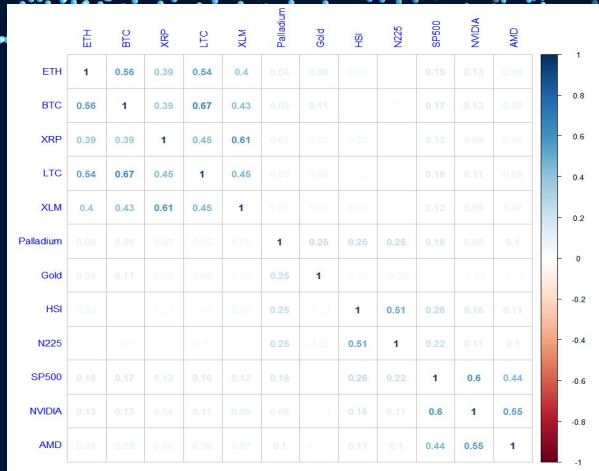 ETH BTC XRP LTC XLM Palladium Gold HSI N225 SP500 NVIDIA AMD
ETH 1 0.56 0.39 0.54 0.4 0.15 0.13
BTC 0.56 1 0.39 0.67 0.43 0.11 0.17 0.13
XRP 0.39 0.39 1 0.45 0.61 0.12
LTC 0.54 0.67 0.45 1 0.45 0.16 0.11
XLM 0.4 0.43 0.61 0.45 1 0.12
Palladium 1 0.25 0.25 0.25 0.18 0.09 0.1
Gold 0.11 0.25 1
HSI 0.25 1 0.51 0.26 0.16 0.11
N225 0.25 0.51 1 0.22 0.11 0.1
SP500 0.15 0.17 0.12 0.16 0.12 0.18 0.26 0.22 1 0.6 0.44
NVIDIA 0.13 0.13 0.11 0.09 0.16 0.11 0.6 1 0.55
AMD 0.1 0.11 0.1 0.44 0.55 1
1
0.8
0.6
0.4
0.2
0
-0.2
-0.4
-0.6
-0.8
-1